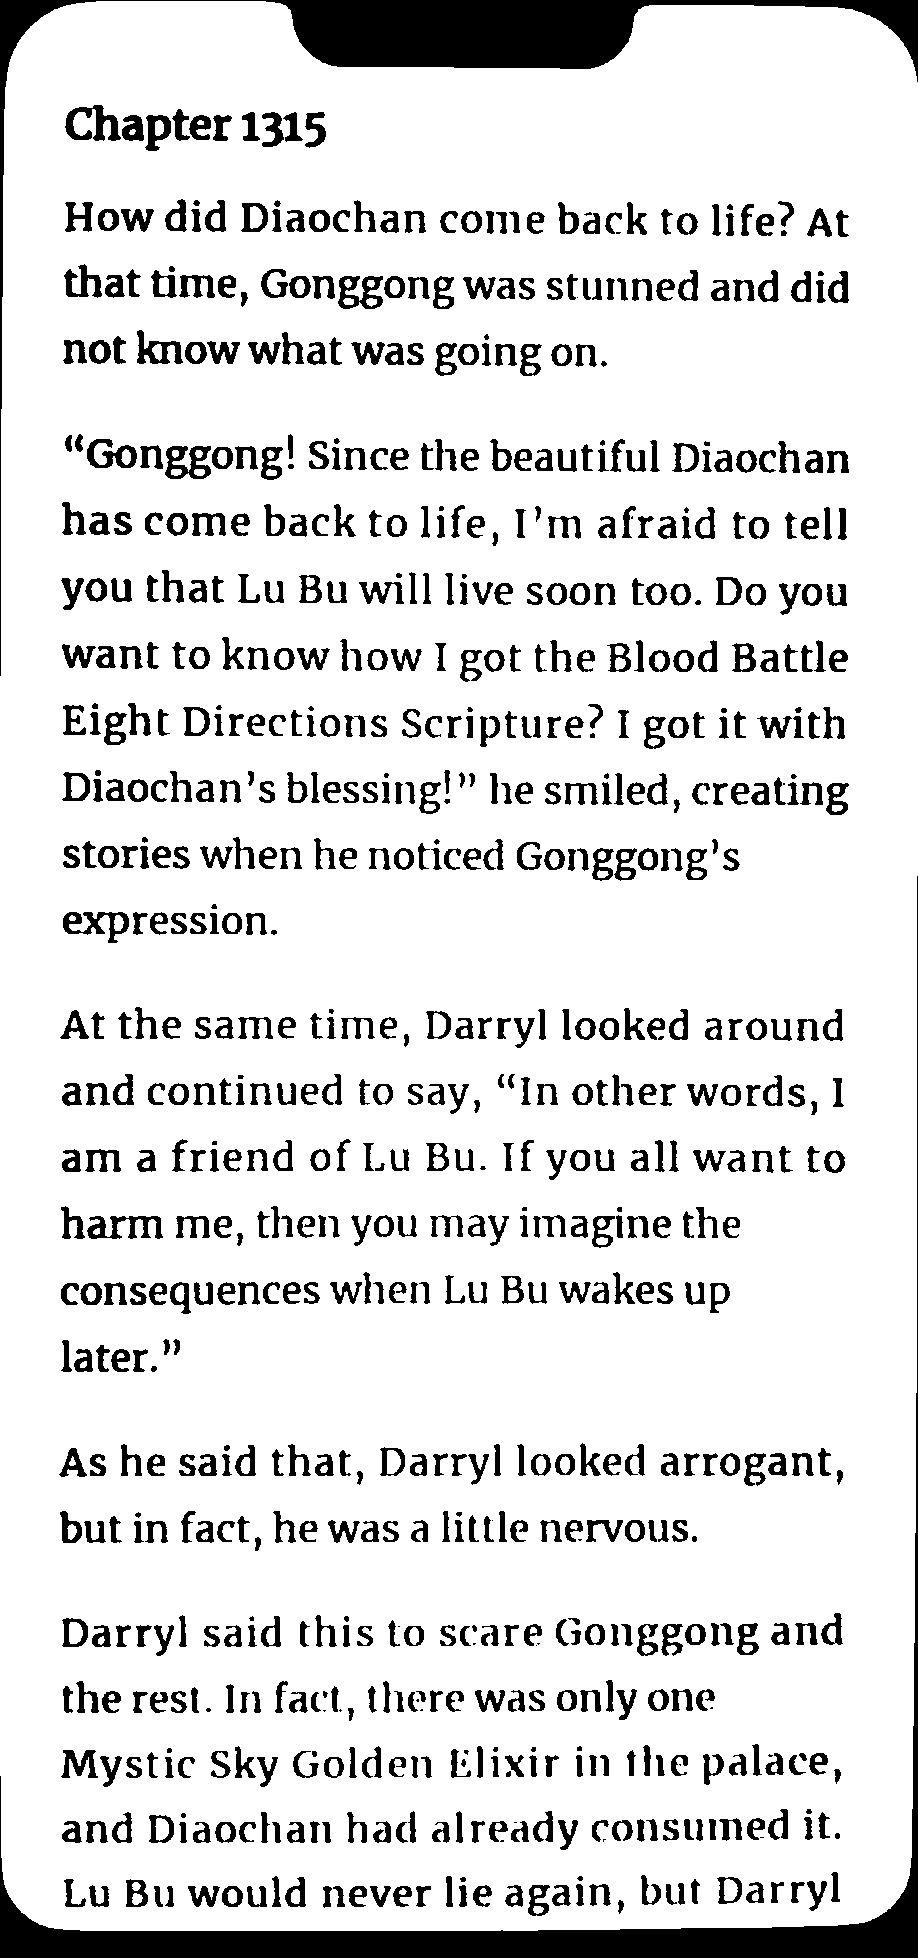 Chapter 1315
How did Diaochan come back to life? At
that time, Gonggong was stunned and did
not know what was going on.
“Gonggong! Since the beautiful Diaochan
has come back to life, I’m afraid to tell
you that Lu Bu will live soon too. Do you
want to know how I got the Blood Battle
Eight Directions Scripture? I got it with
Diaochan’s blessing!” he smiled, creating
stories when he noticed Gonggong’s
expression.
At the same time, Darryl looked around
and continued to say, “In other words, I
am a friend of Lu Bu. If you all want to
harm me, then you may imagine the
consequences when Lu Bu wakes up
later.”
As he said that, Darryl looked arrogant,
but in fact, he was a little nervous.
Darryl said this to scare Gonggong and
the rest. In fact, there was only one
Mystic Sky Golden Elixir in the palace,
and Diaochan had already consumed it.
Lu Bu would never lie again, but Darryl